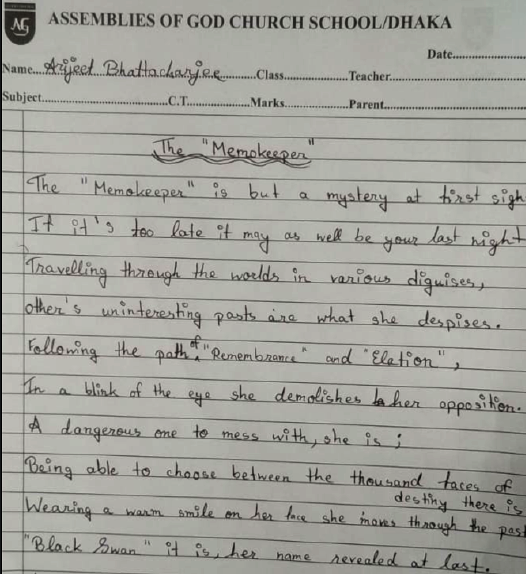 AG
ASSEMBLIES OF GOD CHURCH SCHOOL/DHAKA
Date....................
Name....Arijeet Bhattacharjee..........Class....................Teacher....................
Subject....................C.T....................Marks....................Parent....................
The "Memokeeper"
The "Memokeeper" is but a mystery at first sigh
If it's too late it may as well be your last night
Travelling through the worlds in various diguises,
other's uninteresting pasts are what she despises.
Following the path of "Remembrance" and "Elation",
In a blink of the eye she demolishes her opposition.
A dangerous one to mess with, she is ;
Being able to choose between the thousand faces of
destiny there is
Wearing a warm smile on her face she moves through the past
"Black Swan" it is, her name revealed at last.